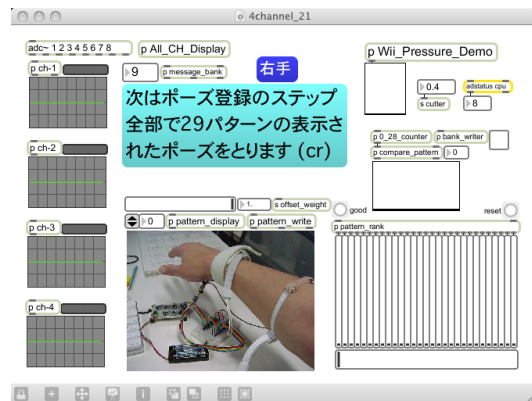 4channel_21
adc~ 1 2 3 4 5 6 7 8
p All_CH_Display
p ch-1
9
p message_bank
右手
次はポーズ登録のステップ
全部で29パターンの表示さ
れたポーズをとります (cr)
p Wii_Pressure_Demo
0.4
s cutter
adstatus cpu
8
p ch-2
p 0_28_counter
p bank_writer
p compare_pattern
0
1.
s offset_weight
0
p pattern_display
p pattern_write
good
reset
p pattern_rank
p ch-3
p ch-4